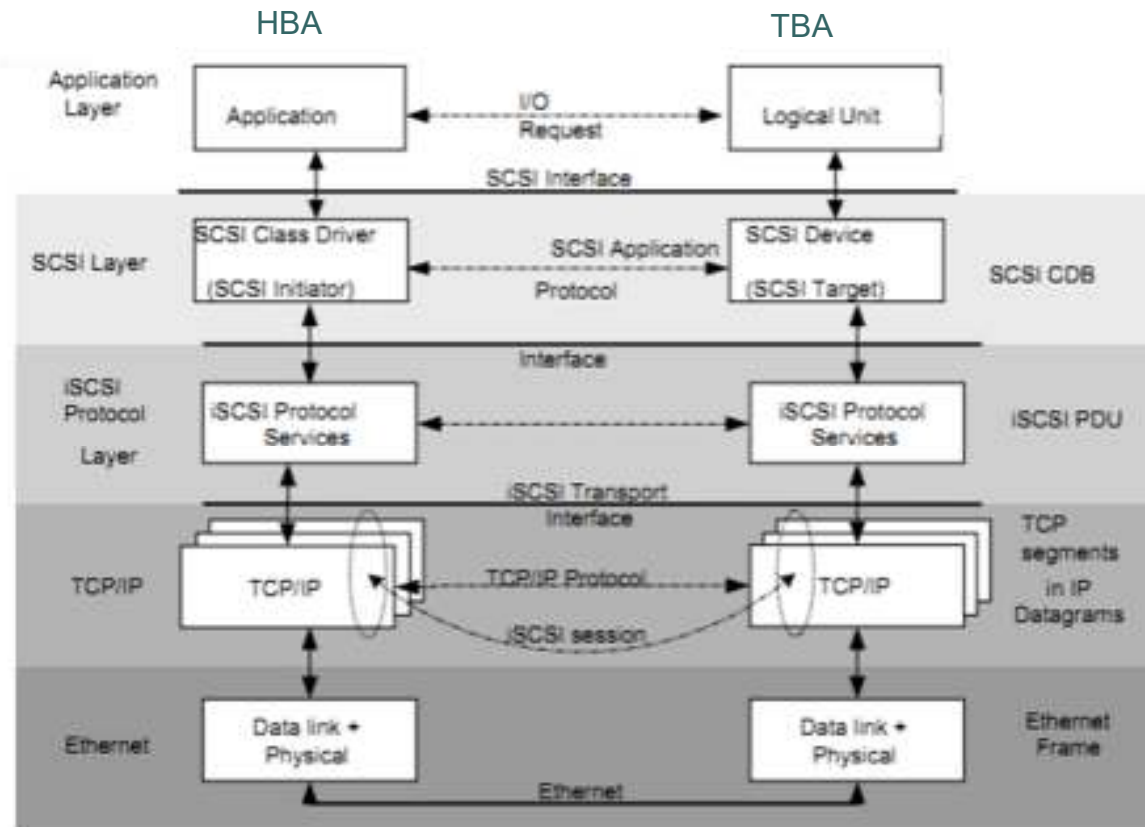 HBA
TBA
Application
Layer
Application
I/O
Request
Logical Unit
SCSI Interface
SCSI Layer
SCSI Class Driver
(SCSI Initiator)
SCSI Application
Protocol
SCSI Device
(SCSI Target)
SCSI CDB
Interface
iSCSI
Protocol
Layer
iSCSI Protocol
Services
iSCSI Protocol
Services
iSCSI PDU
iSCSI Transport
Interface
TCP/IP
TCP/IP
TCP/IP Protocol
iSCSI session
TCP/IP
TCP
segments
in IP
Datagrams
Ethernet
Data link +
Physical
Data link +
Physical
Ethernet
Frame
Ethernet